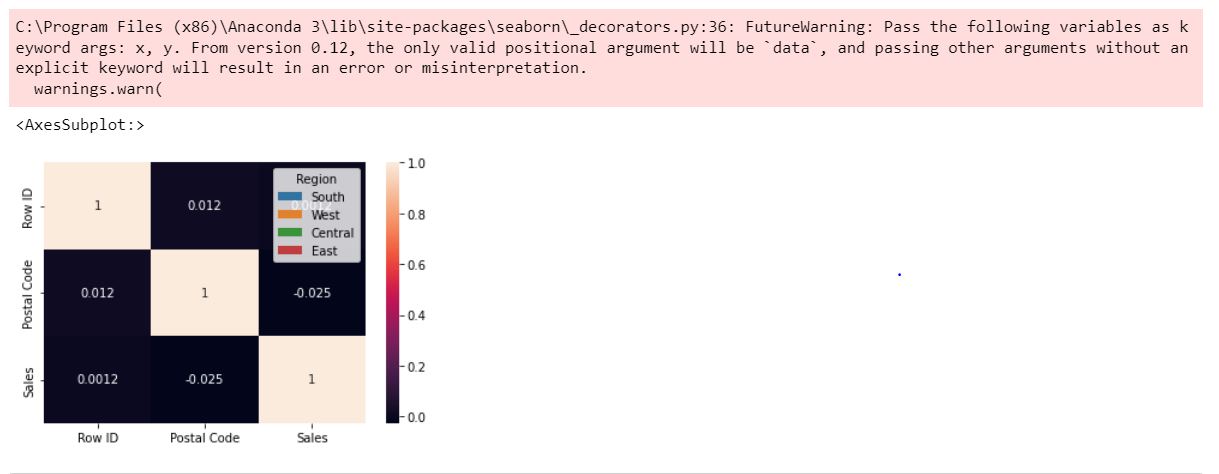 C:\Program Files (x86)\Anaconda 3\lib\site-packages\seaborn\_decorators.py:36: FutureWarning: Pass the following variables as k
eyword args: x, y. From version 0.12, the only valid positional argument will be `data`, and passing other arguments without an
explicit keyword will result in an error or misinterpretation.
warnings.warn(
<AxesSubplot:>
Row ID
1
0.012
0.0012
Region
South
West
Central
East
Postal Code
0.012
1
-0.025
Sales
0.0012
-0.025
1
Row ID
Postal Code
Sales
1.0
0.8
0.6
0.4
0.2
0.0